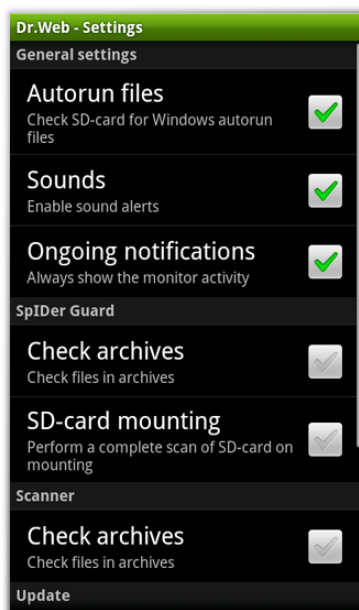 Dr.Web - Settings
General settings
Autorun files
Check SD-card for Windows autorun
files
Sounds
Enable sound alerts
Ongoing notifications
Always show the monitor activity
SpIDer Guard
Check archives
Check files in archives
SD-card mounting
Perform a complete scan of SD-card on
mounting
Scanner
Check archives
Check files in archives
Update